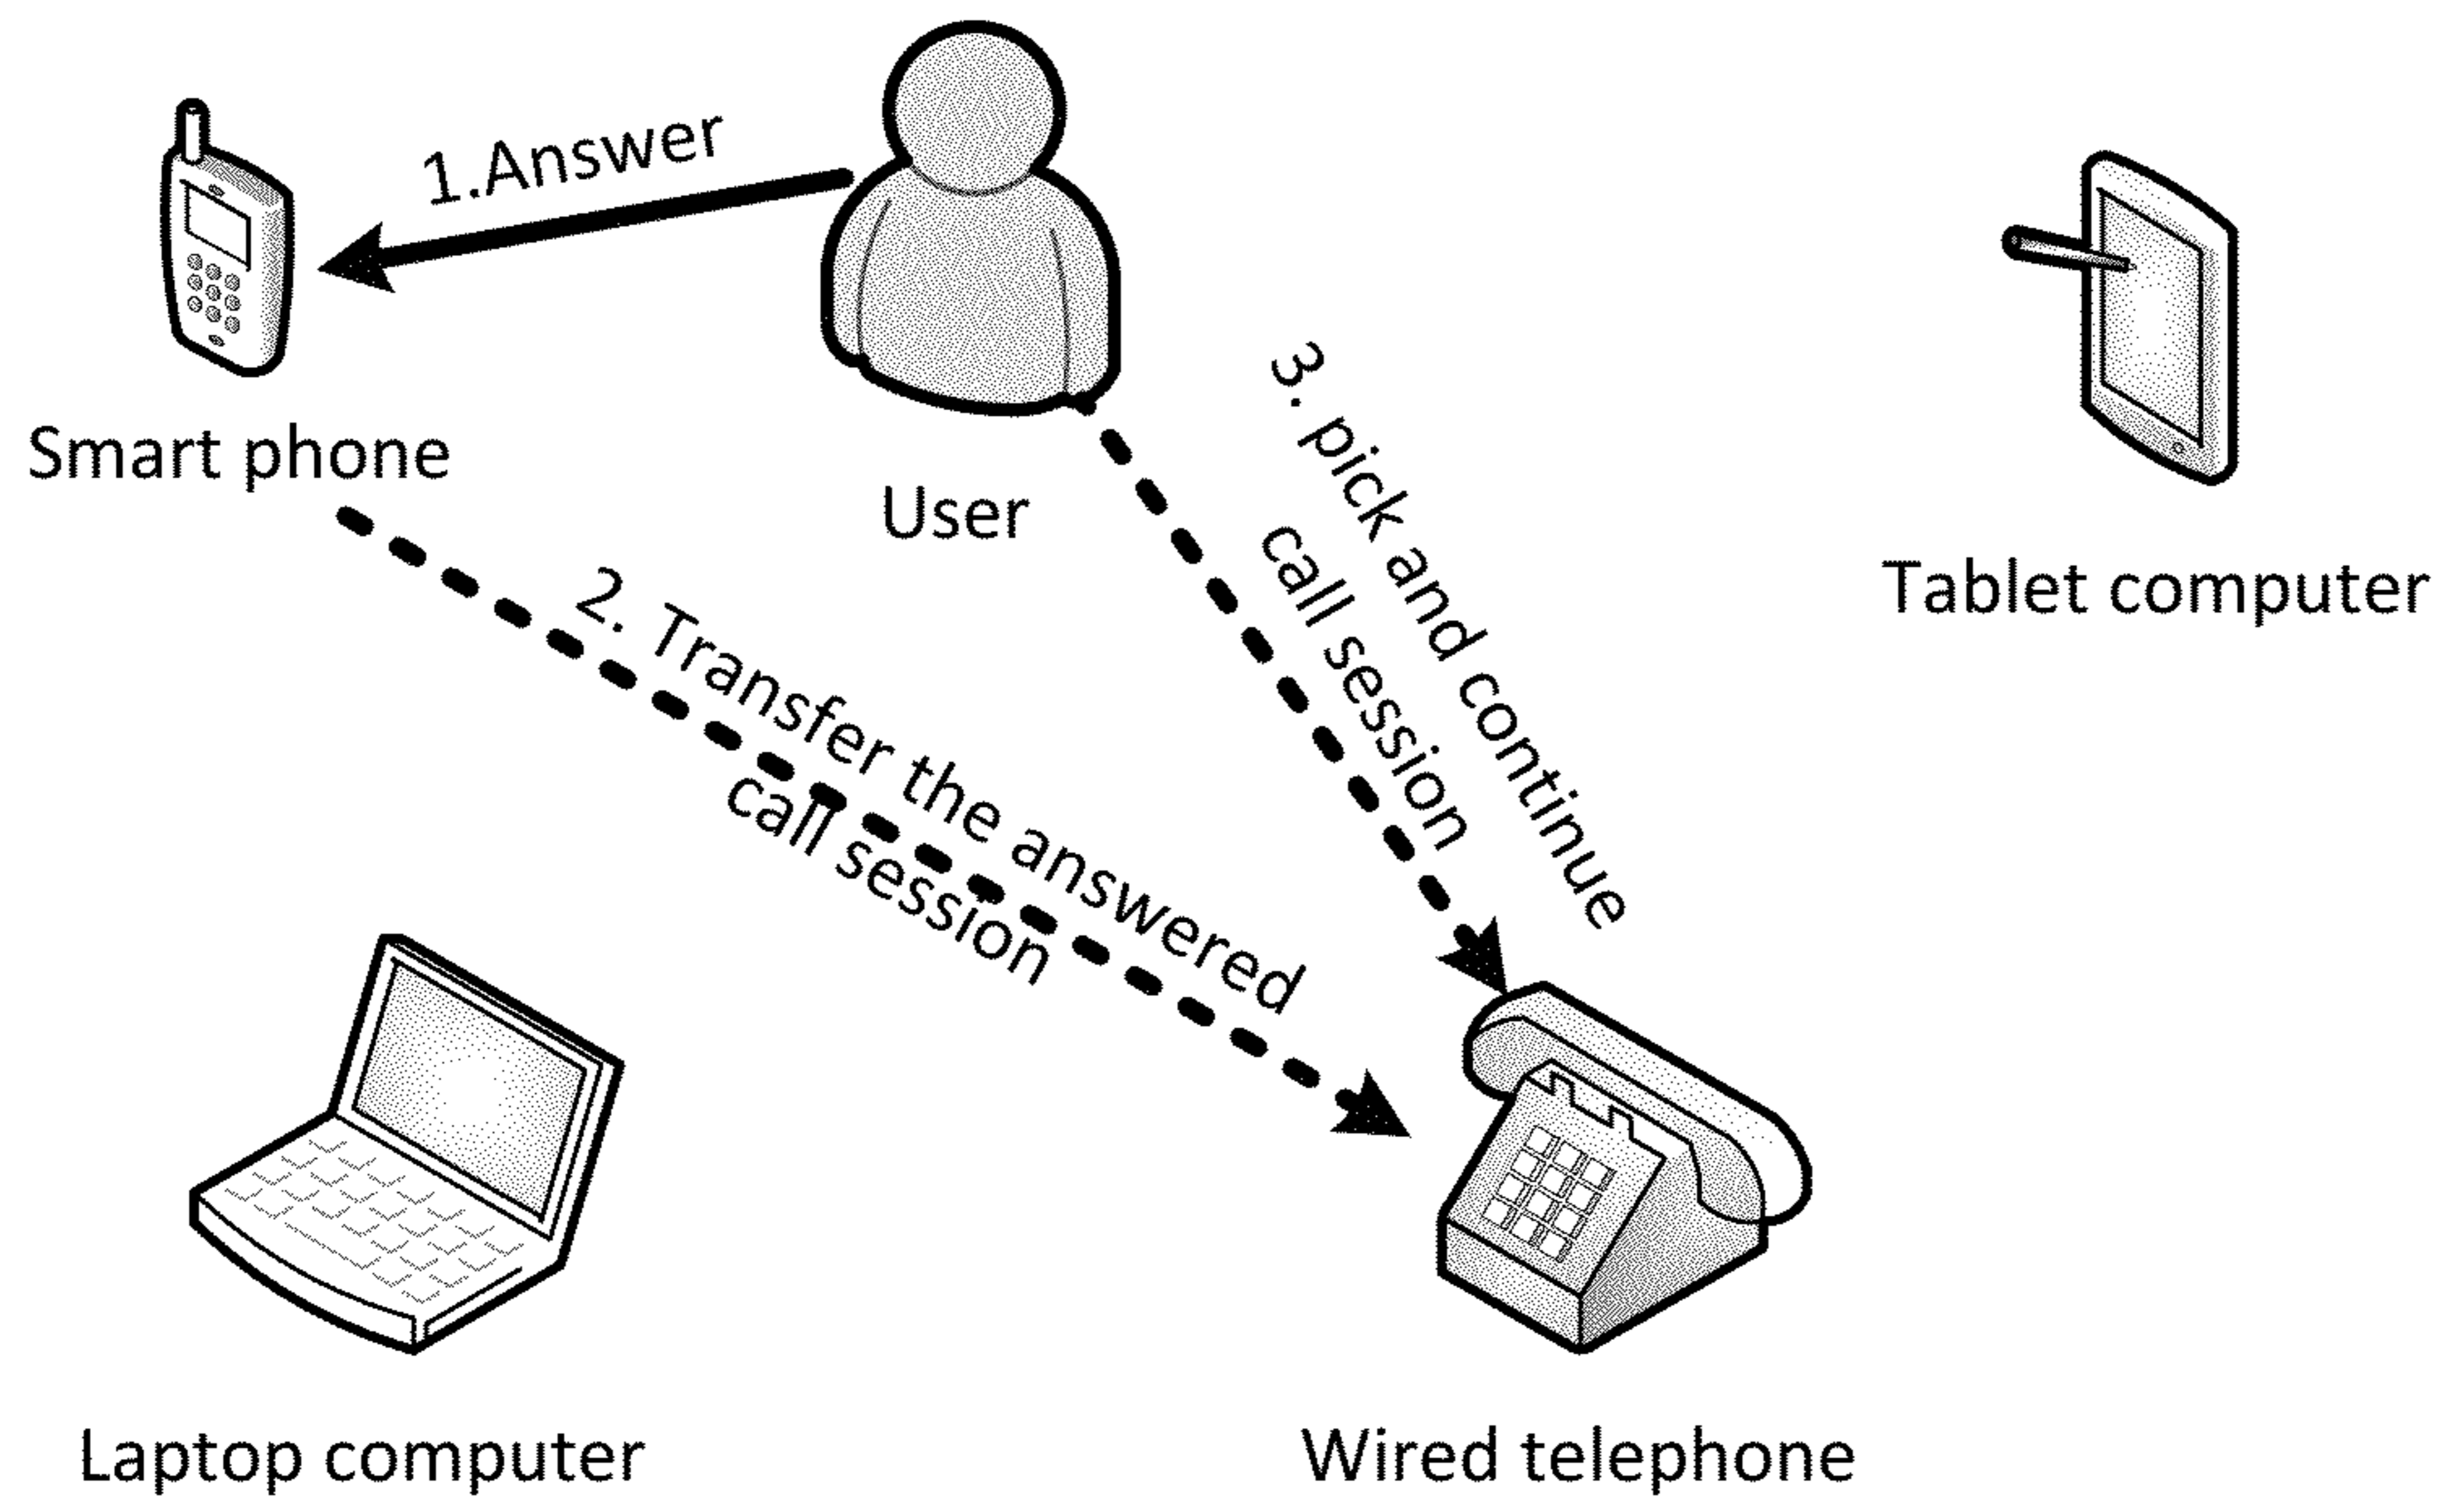 1.Answer
Smart phone
User
3. pick and continue
call session
Tablet computer
2. Transfer the answered
call session
Laptop computer
Wired telephone